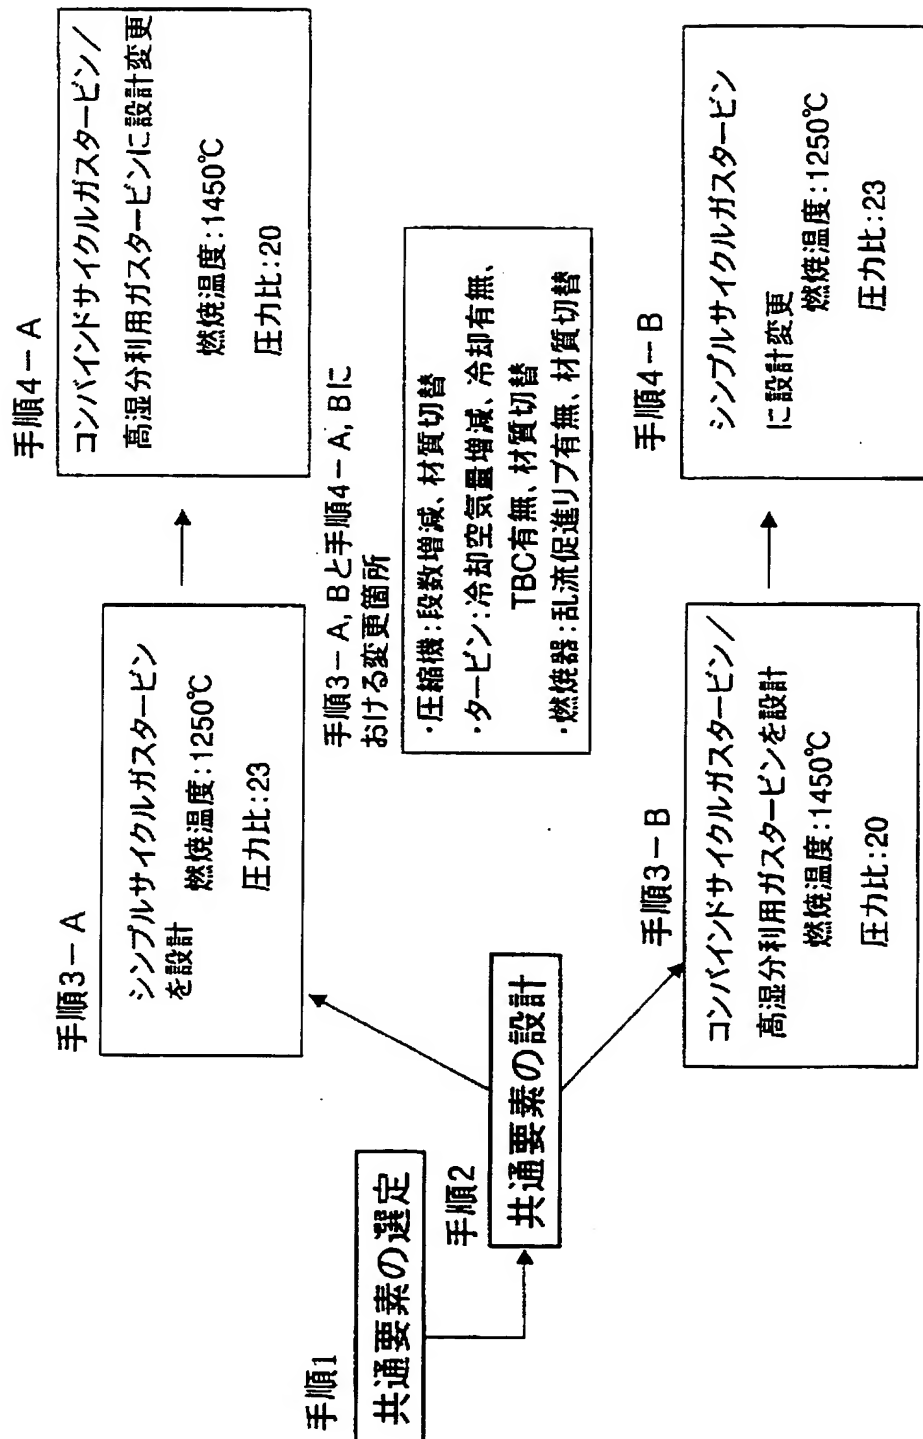 手順1
共通要素の選定
手順2
共通要素の設計
手順3－A
シンプルサイクルガスタービン
を設計
燃焼温度：1250℃
圧力比：23
手順4－A
コンバインドサイクルガスタービン／
高湿分利用ガスタービンに設計変更
燃焼温度：1450℃
圧力比：20
手順3－A, Bと手順4－A, Bに
おける変更箇所
・圧縮機：段数増減、材質切替
・タービン：冷却空気量増減、冷却有無、
TBC有無、材質切替
・燃焼器：乱流促進リブ有無、材質切替
手順3－B
コンバインドサイクルガスタービン／
高湿分利用ガスタービンを設計
燃焼温度：1450℃
圧力比：20
手順4－B
シンプルサイクルガスタービン
に設計変更
燃焼温度：1250℃
圧力比：23